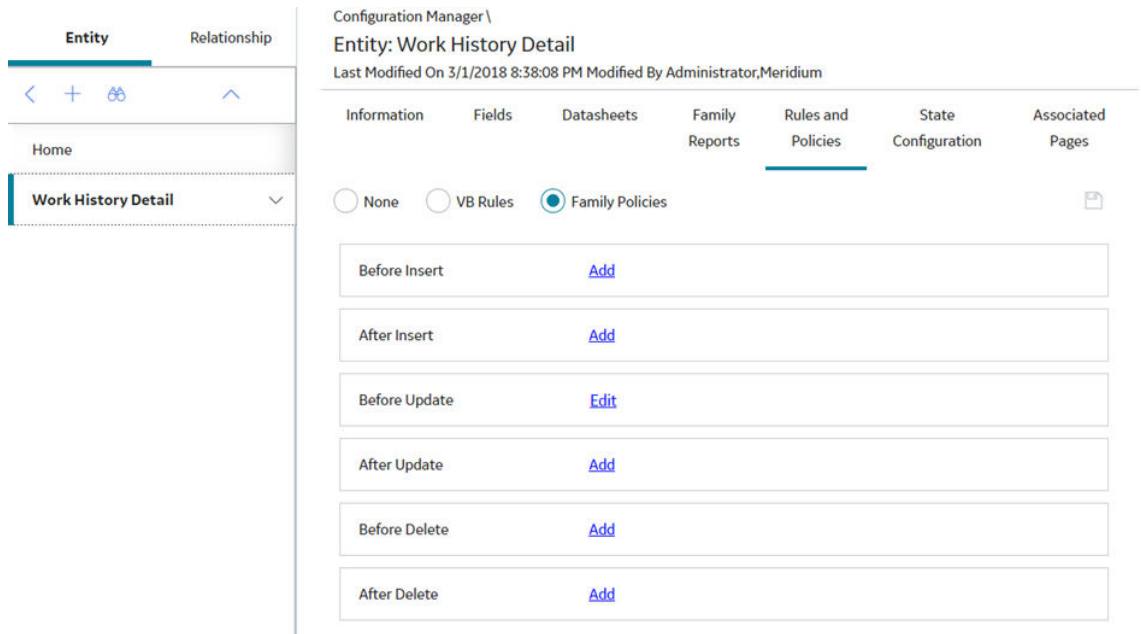 Entity Relationship
Home
Work History Detail
Configuration Manager\
Entity: Work History Detail
Last Modified On 3/1/2018 8:38:08 PM Modified By Administrator,Meridium
Information Fields Datasheets Family Reports Rules and Policies State Configuration Associated Pages
None VB Rules Family Policies
Before Insert Add
After Insert Add
Before Update Edit
After Update Add
Before Delete Add
After Delete Add